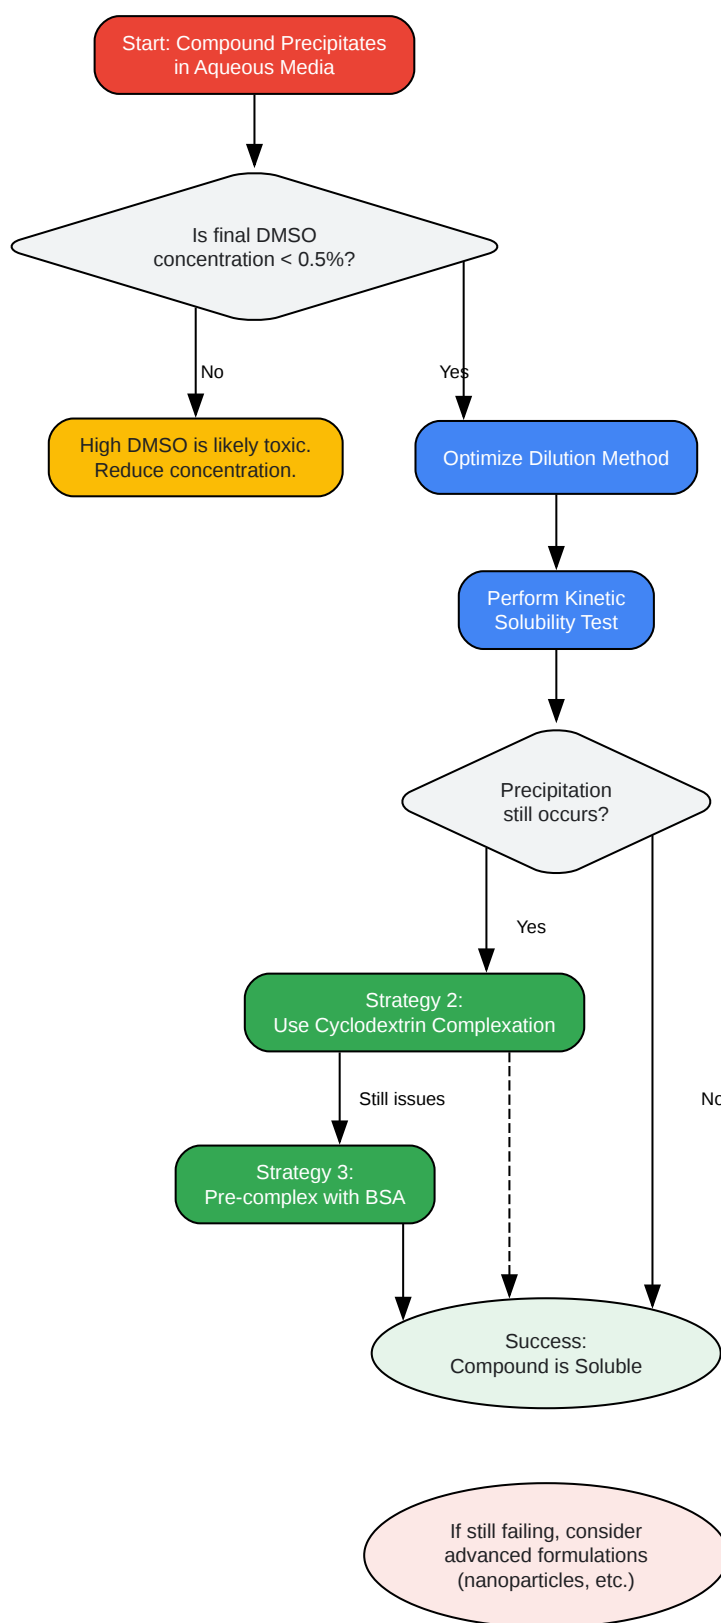 Start: Compound Precipitates
in Aqueous Media
Is final DMSO
concentration < 0.5%?
No
Yes
High DMSO is likely toxic.
Reduce concentration.
Optimize Dilution Method
Perform Kinetic
Solubility Test
Precipitation
still occurs?
Yes
Strategy 2:
Use Cyclodextrin Complexation
Still issues
No
Strategy 3:
Pre-complex with BSA
Success:
Compound is Soluble
If still failing, consider
advanced formulations
(nanoparticles, etc.)